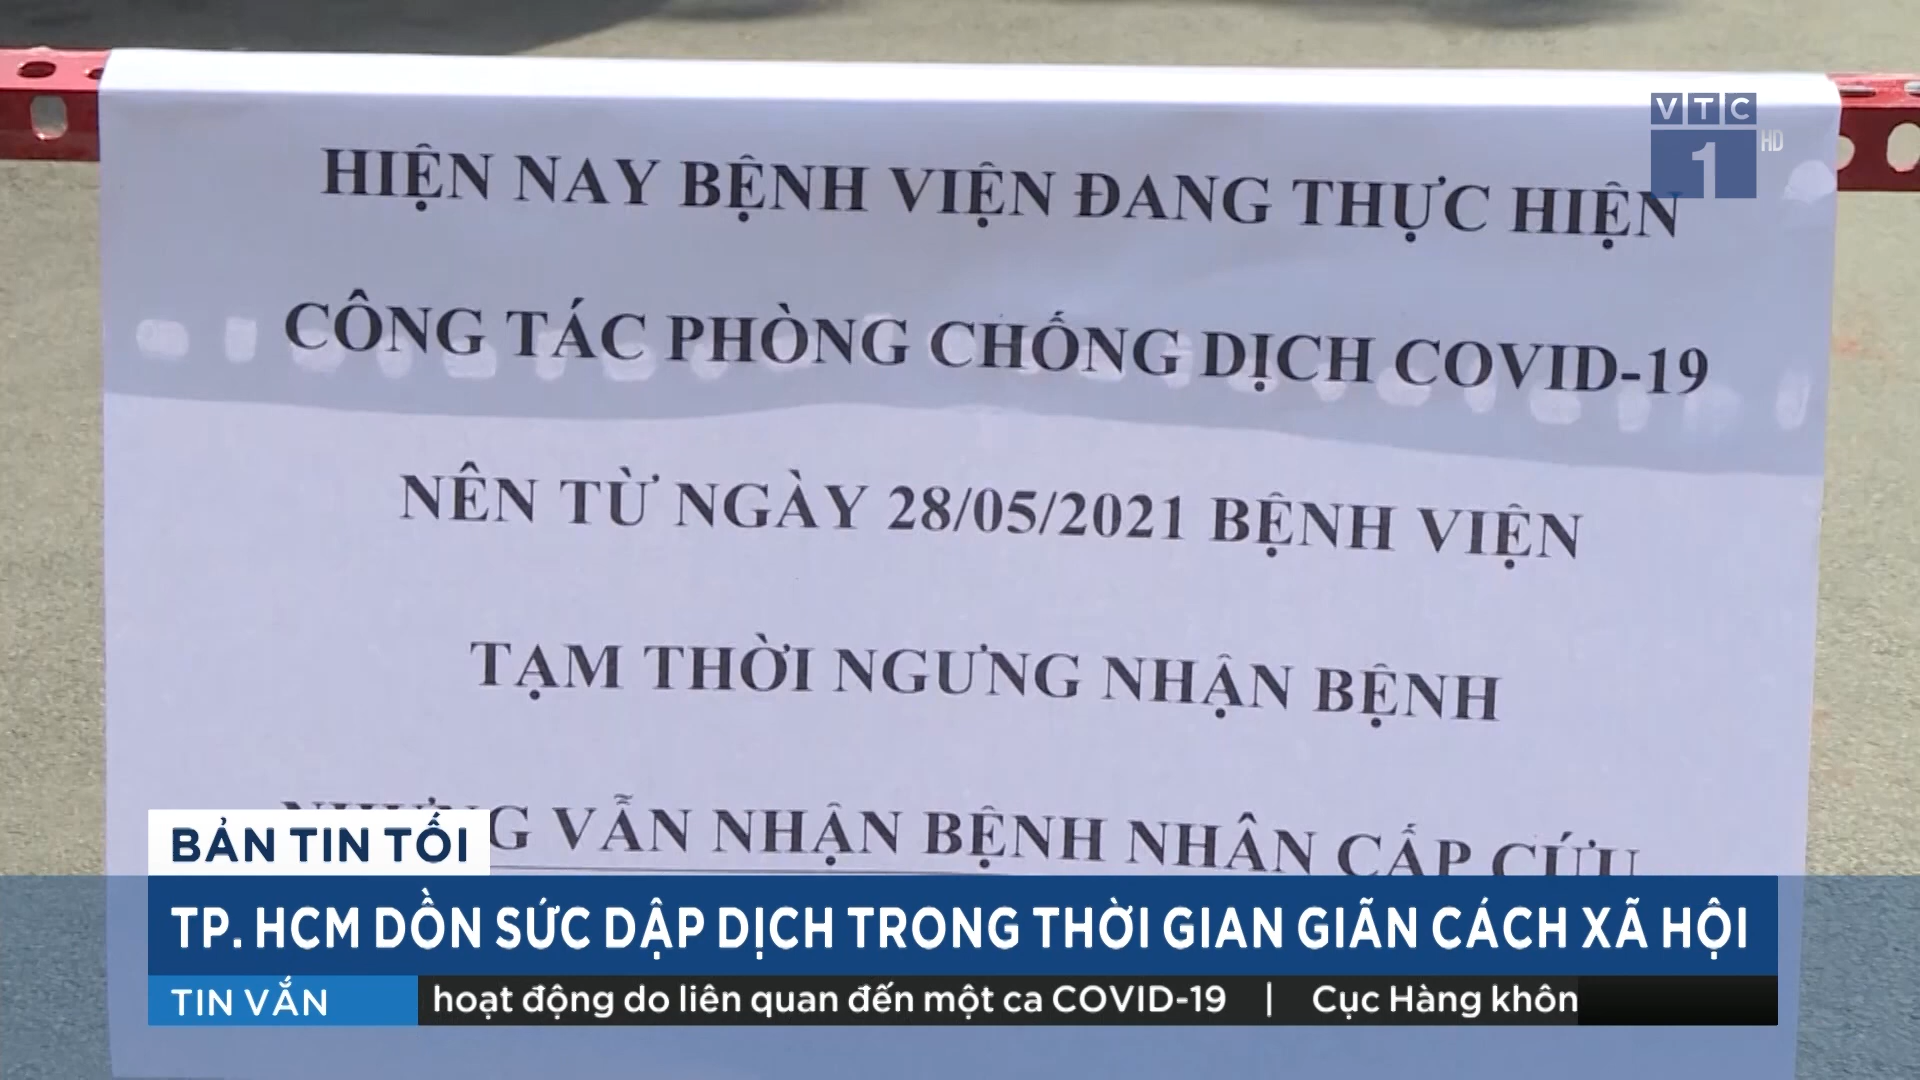 VTC
1 HD
HIỆN NAY BỆNH VIỆN ĐANG THỰC HIỆN
CÔNG TÁC PHÒNG CHỐNG DỊCH COVID-19
NÊN TỪ NGÀY 28/05/2021 BỆNH VIỆN
TẠM THỜI NGƯNG NHẬN BỆNH
NHƯNG VẪN NHẬN BỆNH NHÂN CẤP CỨU
BẢN TIN TỐI
TP. HCM DỒN SỨC DẬP DỊCH TRONG THỜI GIAN GIÃN CÁCH XÃ HỘI
TIN VẮN hoạt động do liên quan đến một ca COVID-19 | Cục Hàng khôn